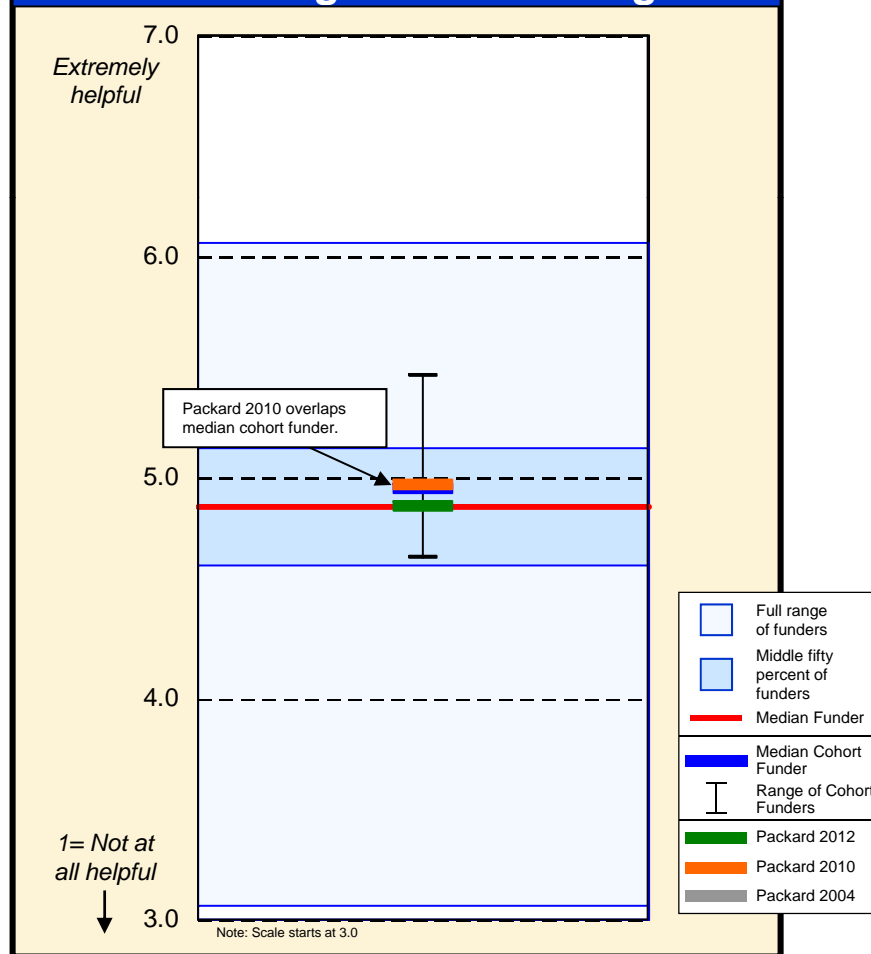 7.0
Extremely
helpful
6.0
Packard 2010 overlaps
median cohort funder.
5.0
4.0
1= Not at
all helpful
3.0
Note: Scale starts at 3.0
Full range
of funders
Middle fifty
percent of
funders
Median Funder
Median Cohort
Funder
Range of Cohort
Funders
Packard 2012
Packard 2010
Packard 2004